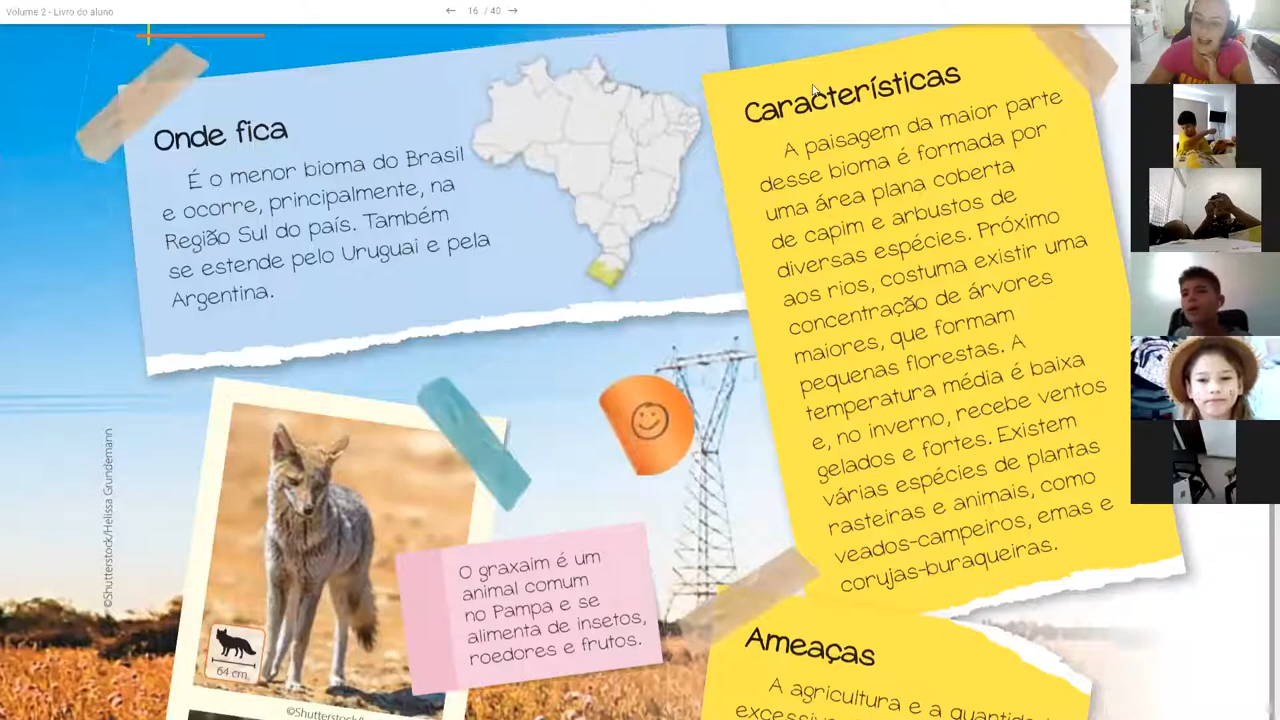 Volume 2 - Livro do aluno
← 16 / 40 →
Onde fica
É o menor bioma do Brasil
e ocorre, principalmente, na
Região Sul do país. Também
se estende pelo Uruguai e pela
Argentina.
Características
A paisagem da maior parte
desse bioma é formada por
uma área plana coberta
de capim e arbustos de
diversas espécies. Próximo
aos rios, costuma existir uma
concentração de árvores
maiores, que formam
pequenas florestas. A
temperatura média é baixa
e, no inverno, recebe ventos
gelados e fortes. Existem
várias espécies de plantas
rasteiras e animais, como
veados-campeiros, emas e
corujas-buraqueiras.
©Shutterstock/Helissa Grundemann
64 cm
O graxaim é um
animal comum
no Pampa e se
alimenta de insetos,
roedores e frutos.
Ameaças
A agricultura e a